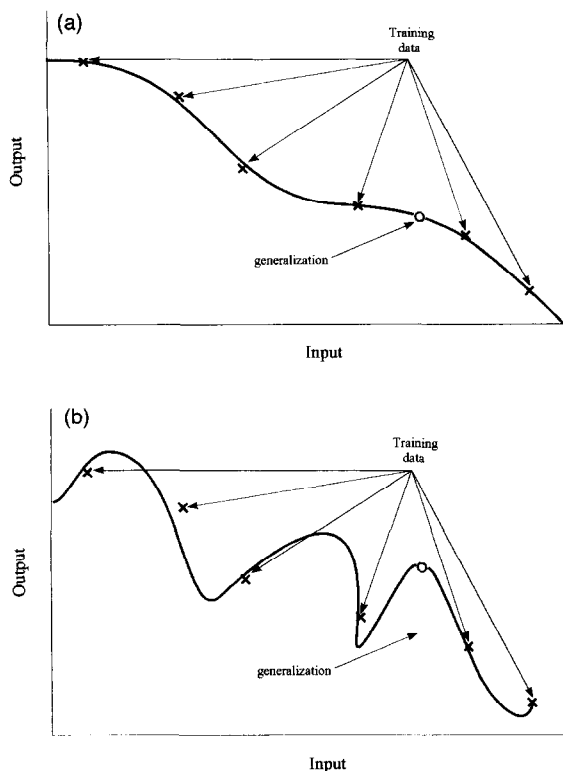 (a)
Training
data
Output
generalization
Input
(b)
Training
data
Output
generalization
Input